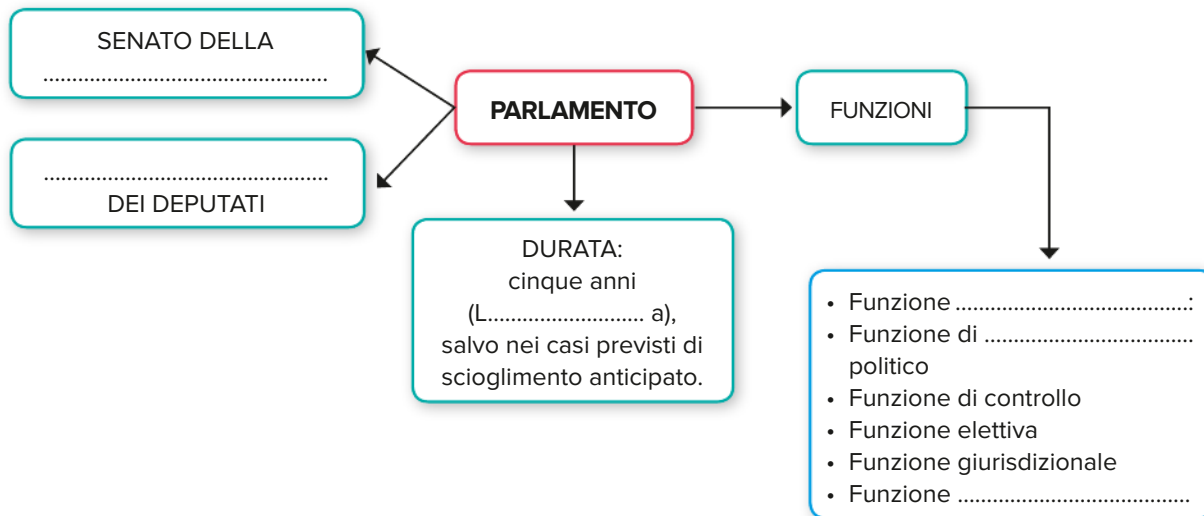 SENATO DELLA
.................................................
.................................................
DEI DEPUTATI
PARLAMENTO
FUNZIONI
DURATA:
cinque anni
(L........................... a),
salvo nei casi previsti di
scioglimento anticipato.
• Funzione ........................................:
• Funzione di ....................................
politico
• Funzione di controllo
• Funzione elettiva
• Funzione giurisdizionale
• Funzione ........................................